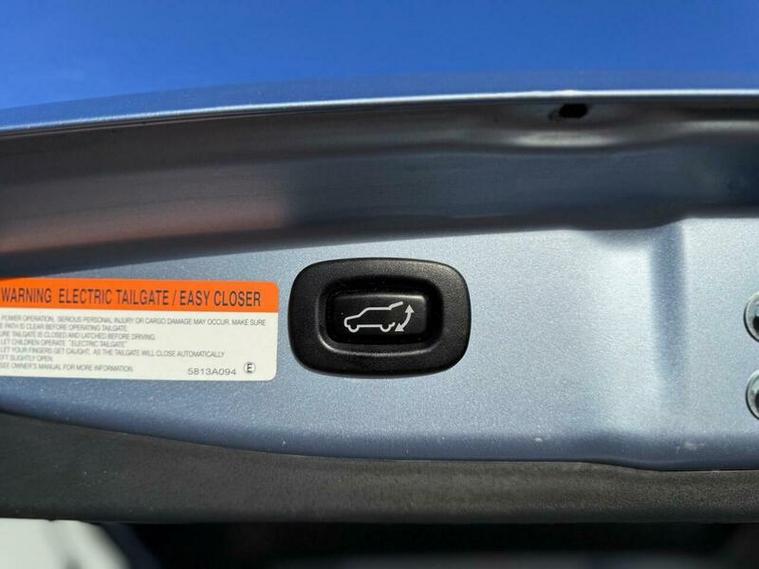 WARNING ELECTRIC TAILGATE / EASY CLOSER
POWER OPERATION, SERIOUS PERSONAL INJURY OR CARGO DAMAGE MAY OCCUR. MAKE SURE
PATH IS CLEAR BEFORE OPERATING TAILGATE.
URE TAILGATE IS CLOSED AND LATCHED BEFORE DRIVING.
LET CHILDREN OPERATE "ELECTRIC TAILGATE".
LET YOUR FINGERS GET CAUGHT, AS THE TAILGATE WILL CLOSE AUTOMATICALLY
EFT SLIGHTLY OPEN.
SEE OWNER'S MANUAL FOR MORE INFORMATION.
5813A094 E